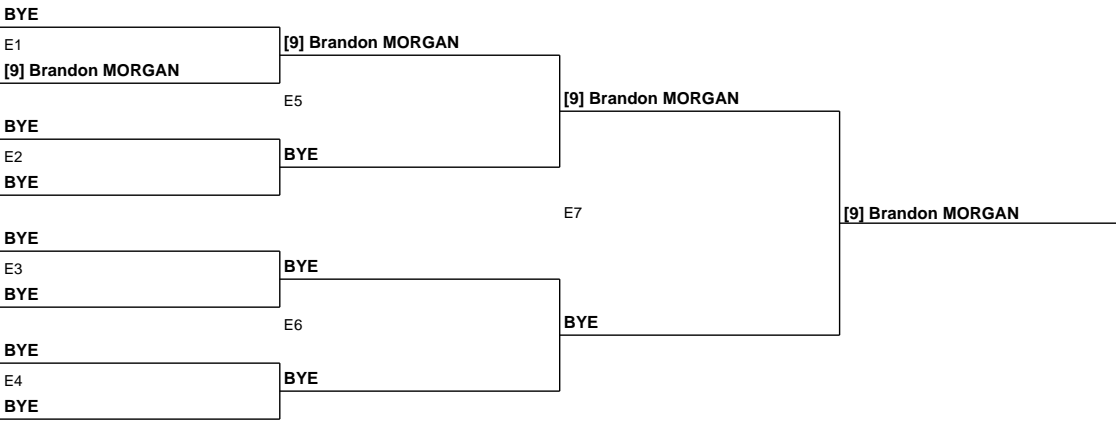 BYE
E1
[9] Brandon MORGAN
[9] Brandon MORGAN
E5
[9] Brandon MORGAN
BYE
E2
BYE
BYE
E7
[9] Brandon MORGAN
BYE
E3
BYE
BYE
E6
BYE
BYE
E4
BYE
BYE